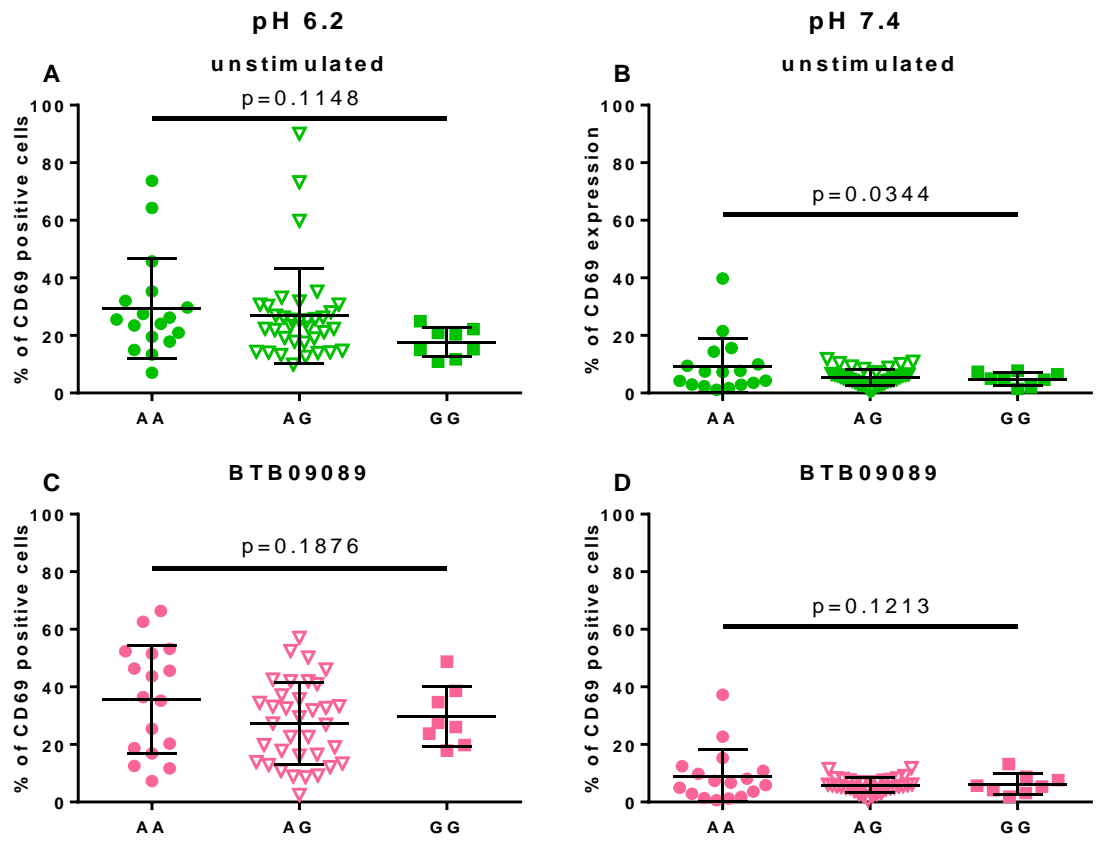 pH 6.2
pH 7.4
A
unstimulated
B
unstimulated
% of CD69 positive cells
100
80
60
40
20
0
p=0.1148
AA
AG
GG
% of CD69 expression
100
80
60
40
20
0
p=0.0344
AA
AG
GG
C
BTB09089
D
BTB09089
% of CD69 positive cells
100
80
60
40
20
0
p=0.1876
AA
AG
GG
% of CD69 positive cells
100
80
60
40
20
0
p=0.1213
AA
AG
GG